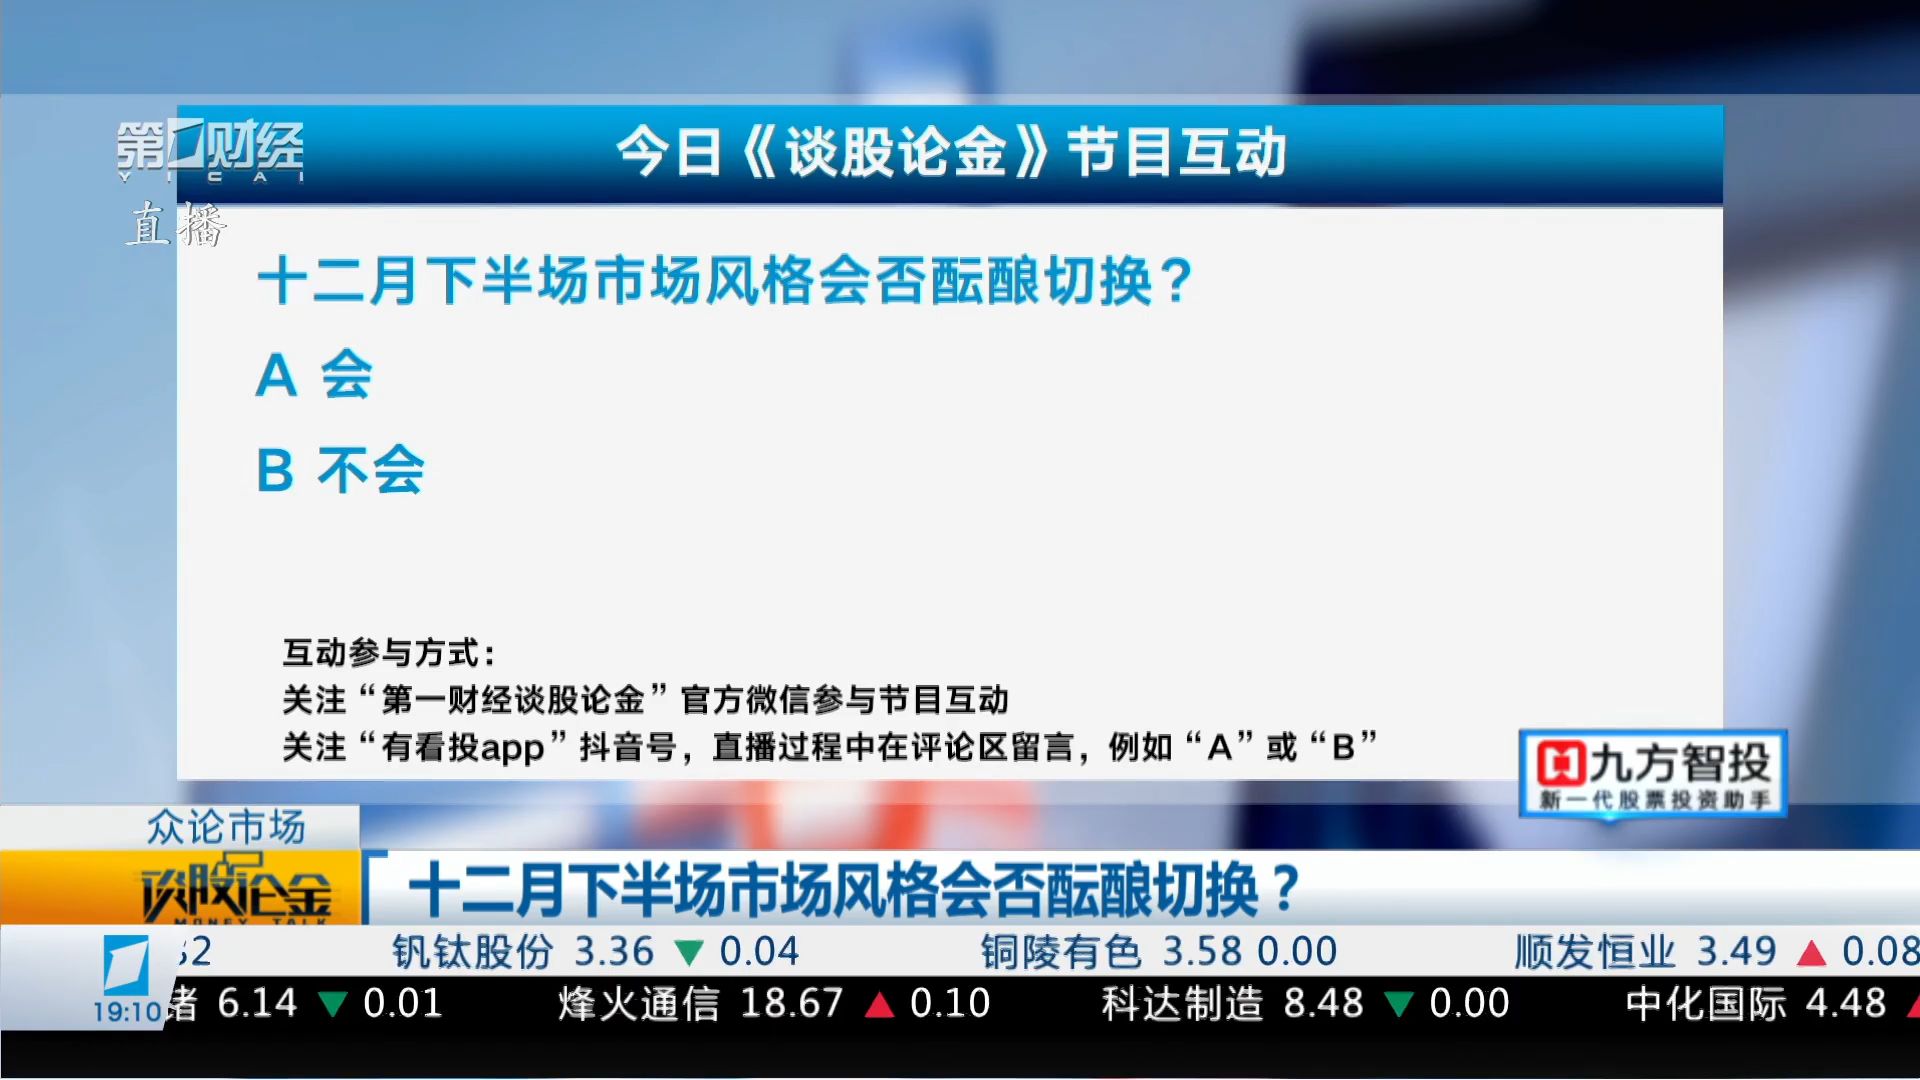 第一财经
YICAI
直播
今日《谈股论金》节目互动
十二月下半场市场风格会否酝酿切换？
A 会
B 不会
互动参与方式：
关注“第一财经谈股论金”官方微信参与节目互动
关注“有看投app”抖音号，直播过程中在评论区留言，例如“A”或“B”
九方智投
新一代股票投资助手
众论市场
谈股论金
MONEY TALK
十二月下半场市场风格会否酝酿切换？
32 钒钛股份 3.36 ▼ 0.04 铜陵有色 3.58 0.00 顺发恒业 3.49 ▲ 0.08
19:10
6.14 ▼ 0.01 烽火通信 18.67 ▲ 0.10 科达制造 8.48 ▼ 0.00 中化国际 4.48 ▲